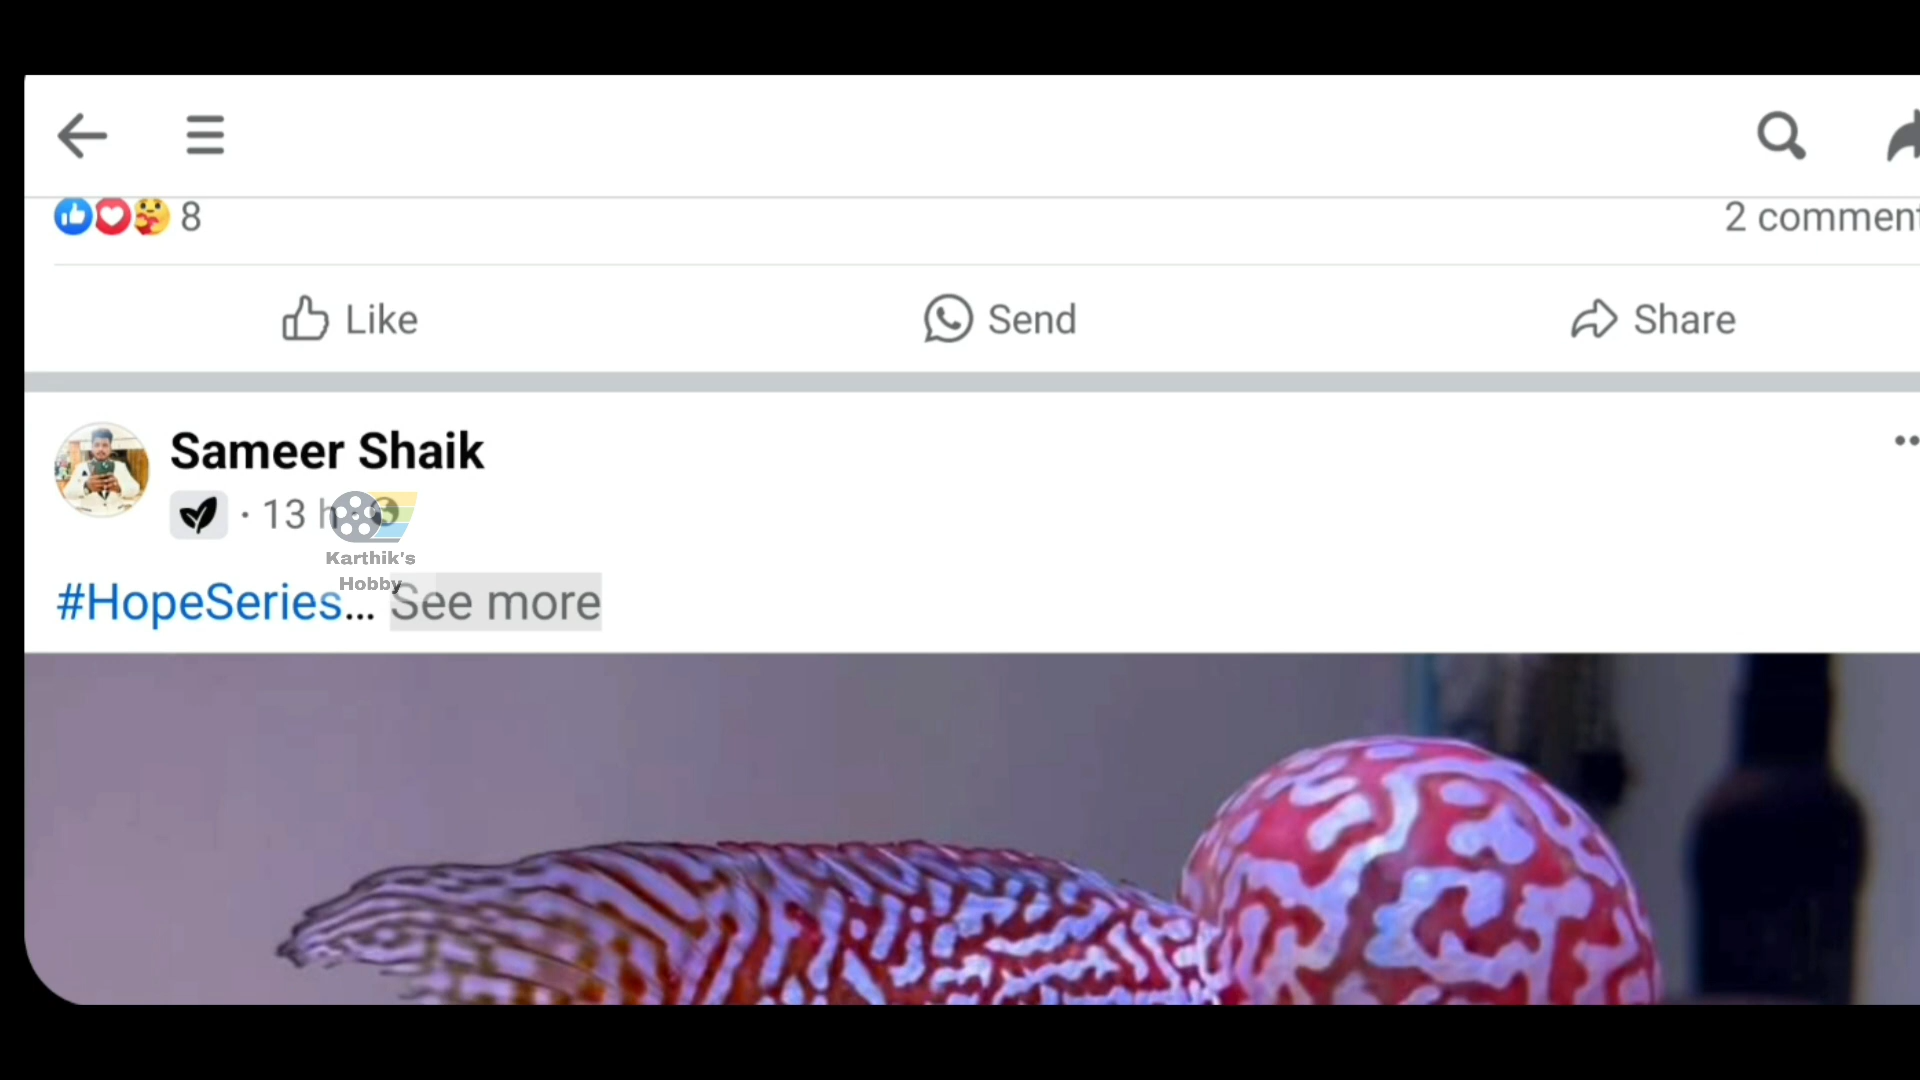 8
2 comment
Like
Send
Share
Sameer Shaik
· 13 h ·
Karthik's
Hobby
#HopeSeries... See more